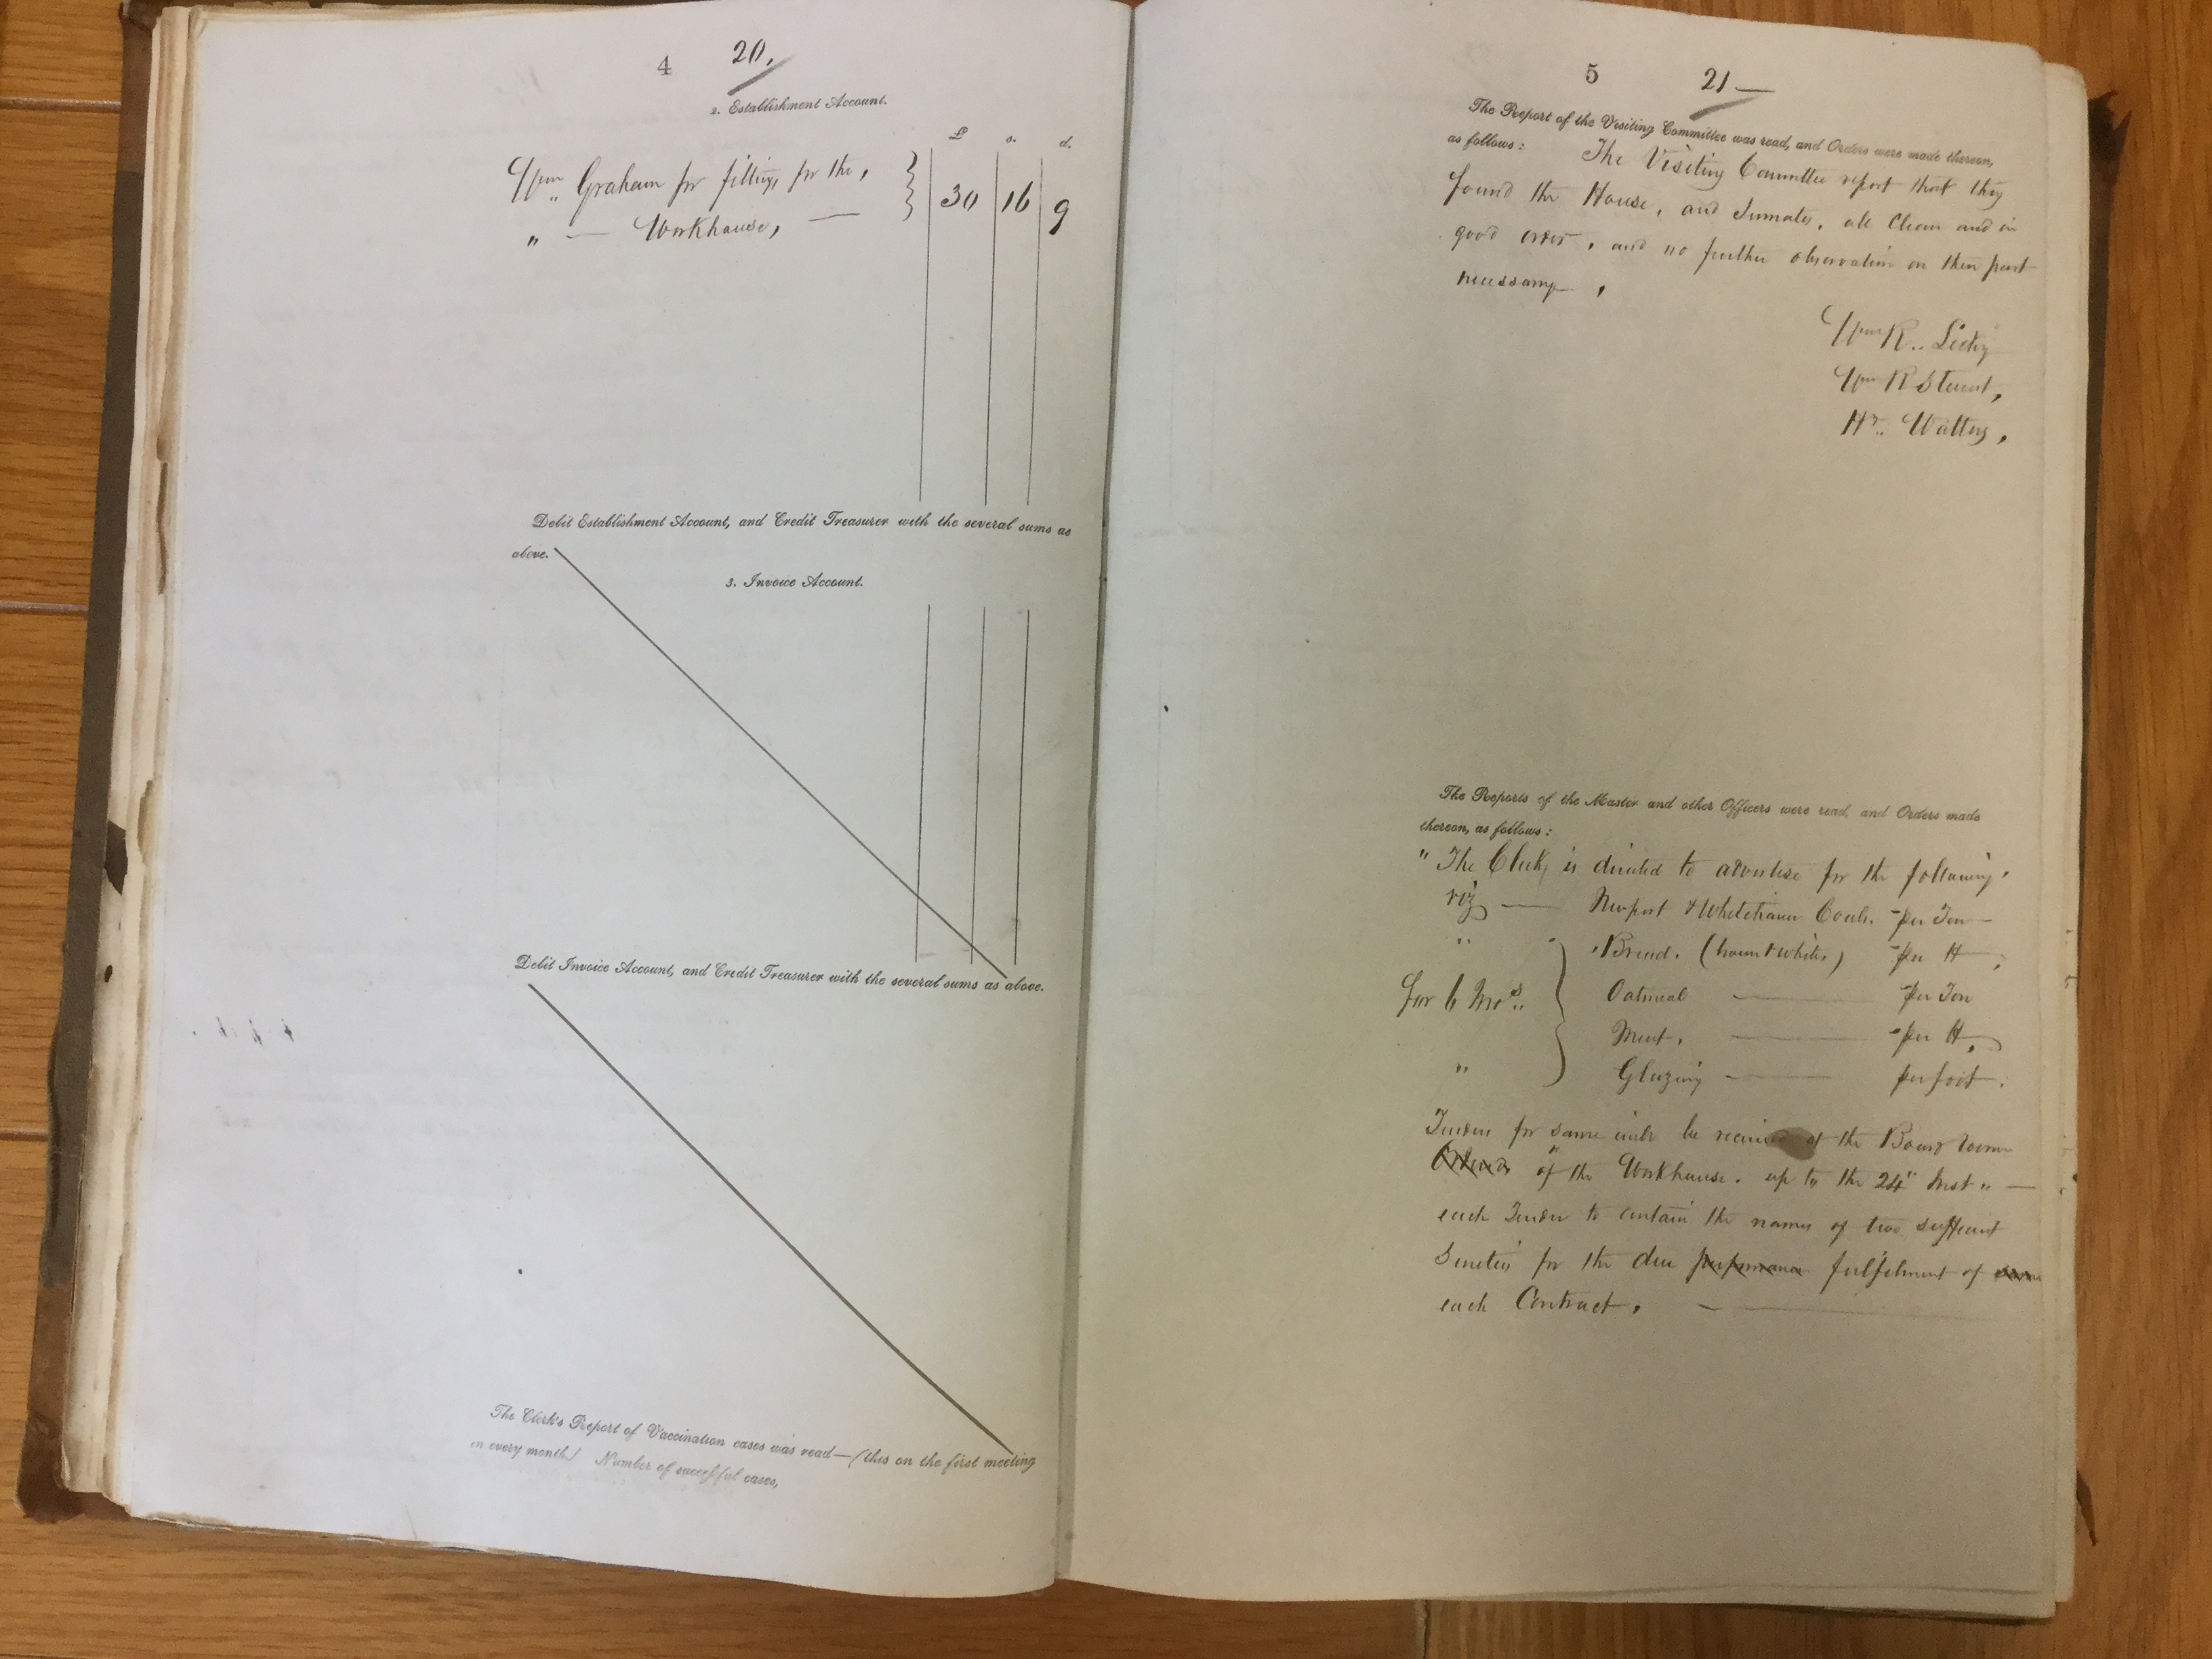 4 20,
2. Establishment Account.
£ s. d.
Wm Graham for fitting, for the, 30 16 9
" — Workhouse, —
Debit Establishment Account, and Credit Treasurer with the several sums as
above.
3. Invoice Account.
Debit Invoice Account, and Credit Treasurer with the several sums as above.
The Clerk's Report of Vaccination cases was read—(this on the first meeting
in every month) Number of successful cases,
5 21—
The Report of the Visiting Committee was read, and Orders were made thereon,
as follows: The Visiting Committee report that they
found the House, and Inmates, all Clean and in
good order, and no further observation on their part
necessary,
Wm R. Lecky
Wm R Stewart,
Hy. Watters,
The Reports of the Master and other Officers were read, and Orders made
thereon, as follows:
" The Clerk, is directed to advertise for the following,
viz — Newport & Whitehaven Coals. - per Ton -
" Bread. (brown & white,) per ℔,
for 6 Mos.. Oatmeal — per Ton
Meat, — per ℔,
" Glazing — per foot.
Tender for same will be received at the Board room
of the Workhouse. up to the 24" Inst " —
each Tender to contain the names of two sufficient
Sureties for the due performance fulfilment of
each Contract, —